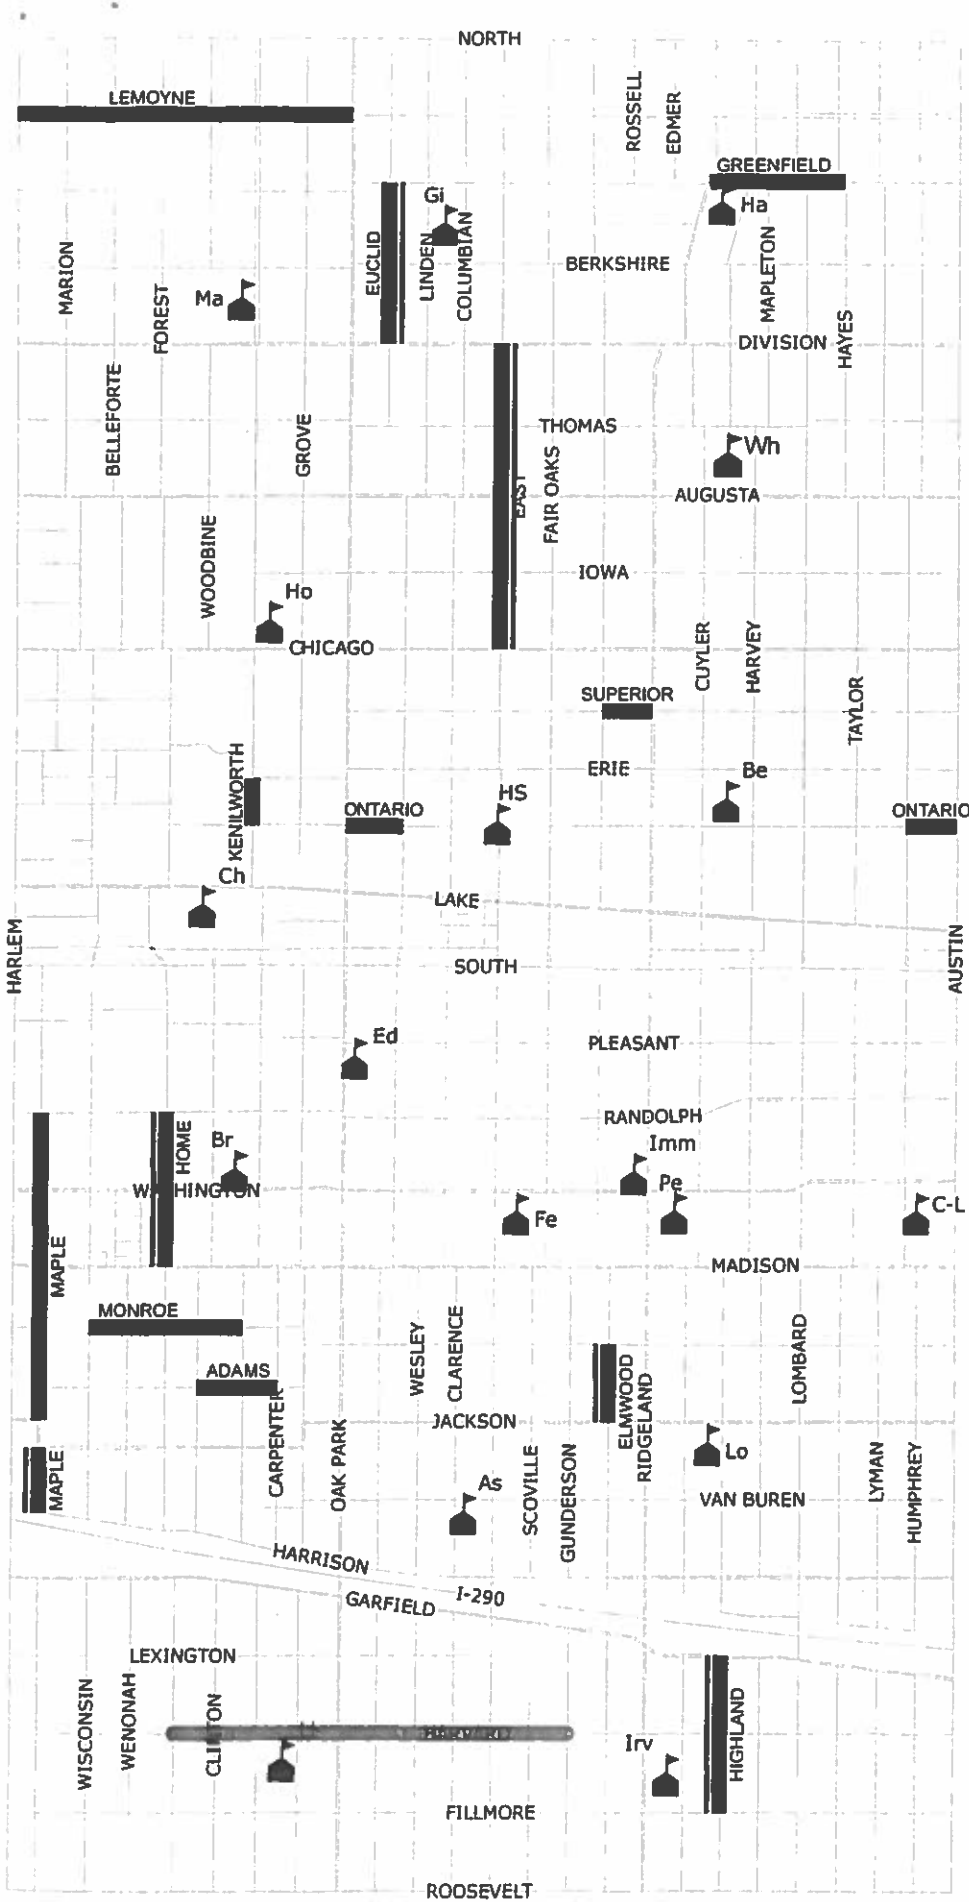 NORTH
LEMOYNE
ROSSELL
EDMER
GREENFIELD
Gi
Ha
MARION
EUCLID
LINDEN
COLUMBIAN
BERKSHIRE
MAPLETON
Ma
FOREST
DIVISION
HAYES
BELLEFORTE
GROVE
THOMAS
Wh
EAST
FAIR OAKS
AUGUSTA
WOODBINE
IOWA
Ho
CHICAGO
CUYLER
HARVEY
SUPERIOR
TAYLOR
KENILWORTH
ERIE
Be
HS
ONTARIO
ONTARIO
Ch
LAKE
HARLEM
SOUTH
AUSTIN
Ed
PLEASANT
RANDOLPH
HOME
Br
Imm
WASHINGTON
Pe
Fe
C-L
MAPLE
MADISON
MONROE
WESLEY
CLARENCE
LOMBARD
ADAMS
ELMWOOD
RIDGELAND
CARPENTER
JACKSON
OAK PARK
Lo
MAPLE
As
SCOVILLE
GUNDERSON
VAN BUREN
LYMAN
HUMPHREY
HARRISON
I-290
GARFIELD
LEXINGTON
WISCONSIN
WENONAH
CLINTON
Irv
HIGHLAND
FILLMORE
ROOSEVELT